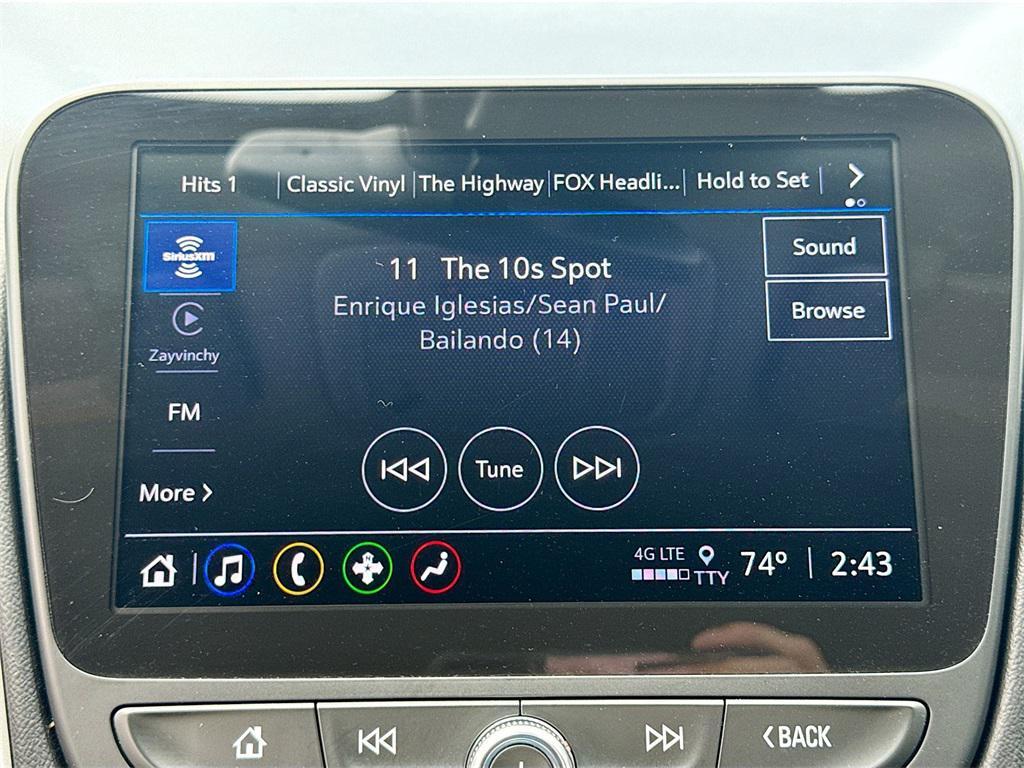 Hits 1 Classic Vinyl The Highway FOX Headli... Hold to Set >
SiriusXM
11 The 10s Spot
Sound
Enrique Iglesias/Sean Paul/
Bailando (14)
Browse
Zayvinchy
FM
Tune
More >
4G LTE
TTY
74° 2:43
N
BACK